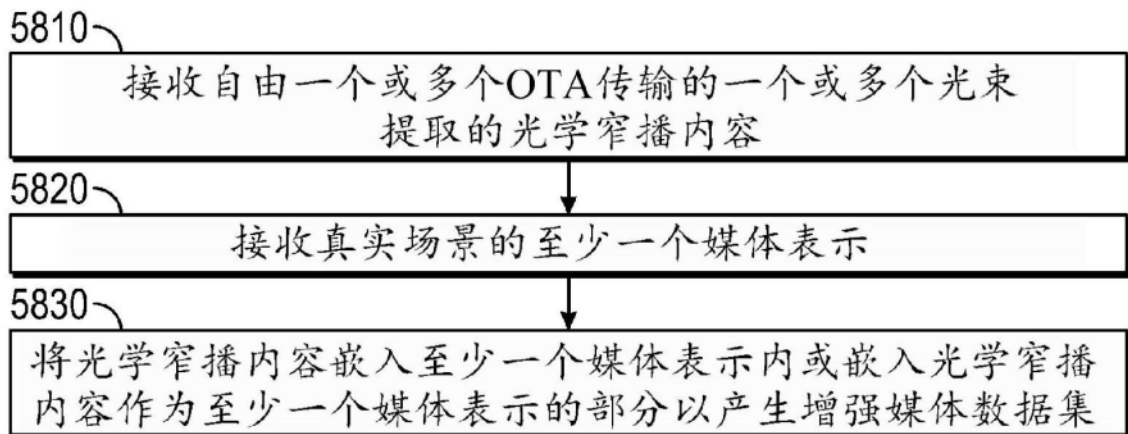 5810
接收自由一个或多个OTA传输的一个或多个光束
提取的光学窄播内容
5820
接收真实场景的至少一个媒体表示
5830
将光学窄播内容嵌入至少一个媒体表示内或嵌入光学窄播
内容作为至少一个媒体表示的部分以产生增强媒体数据集